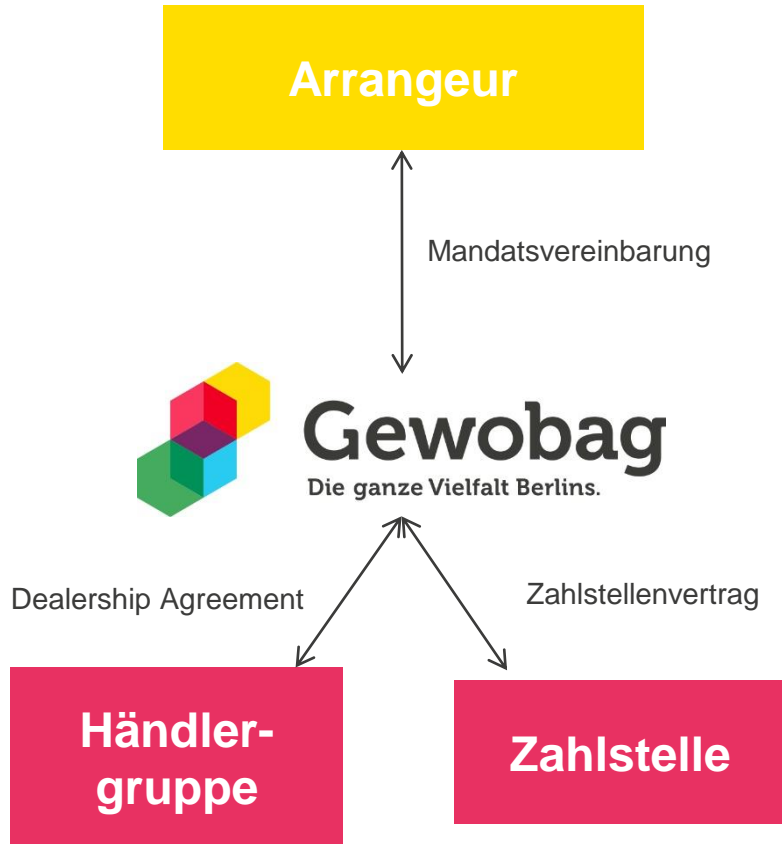 Arrangeur
Mandatsvereinbarung
Gewobag
Die ganze Vielfalt Berlins.
Dealership Agreement
Zahlstellenvertrag
Händler-
gruppe
Zahlstelle